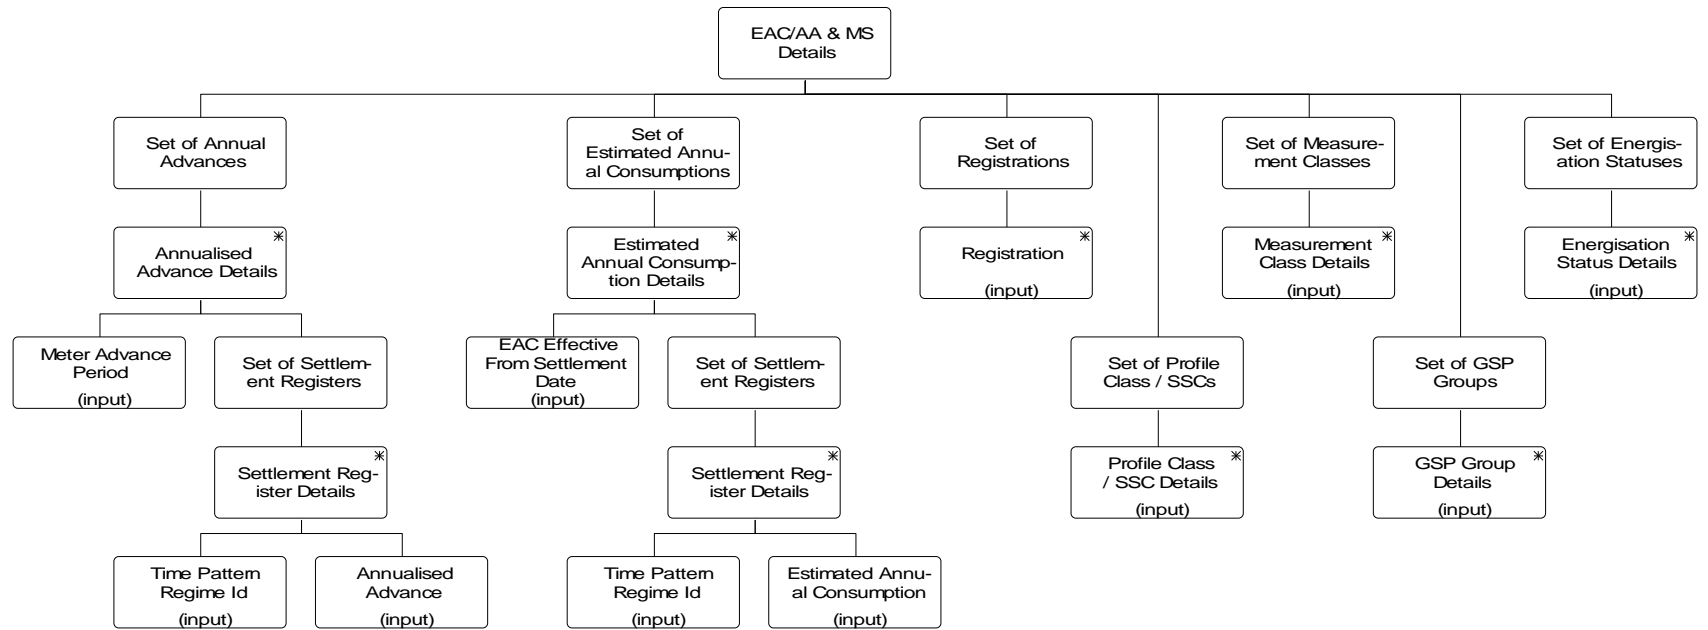 EAC/AA & MS
Details
Set of Annual
Advances
Set of
Estimated Annu-
al Consumptions
Set of
Registrations
Set of Measure-
ment Classes
Set of Energis-
ation Statuses
Annualised
Advance Details
*
Estimated
Annual Consump-
tion Details
*
Registration
(input)
*
Measurement
Class Details
(input)
*
Energisation
Status Details
(input)
*
Meter Advance
Period
(input)
Set of Settlem-
ent Registers
EAC Effective
From Settlement
Date
(input)
Set of Settlem-
ent Registers
Set of Profile
Class / SSCs
Set of GSP
Groups
Settlement Reg-
ister Details
*
Settlement Reg-
ister Details
*
Profile Class
/ SSC Details
(input)
*
GSP Group
Details
(input)
*
Time Pattern
Regime Id
(input)
Annualised
Advance
(input)
Time Pattern
Regime Id
(input)
Estimated Annu-
al Consumption
(input)